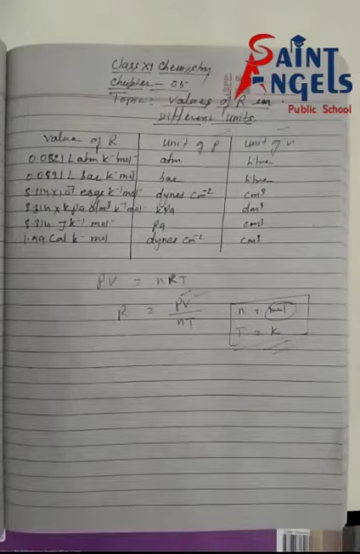 SAINT
ANGELS
Public School
Class XI Chemistry
Chapter - 05
Topic: Values of R in
Different Units
Value of R | unit of P | unit of V
0.0821 L atm k⁻¹ mol⁻¹ | atm | litre
0.0831 L bar k⁻¹ mol⁻¹ | bar | litre
8.314 x 10⁷ erge k⁻¹ mol⁻¹ | dynes cm⁻² | cm³
8.314 x kPa dm³ k⁻¹ mol⁻¹ | kPa | dm³
8.314 J k⁻¹ mol⁻¹ | Pa | cm³
1.99 Cal k⁻¹ mol | dynes cm⁻² | cm³
PV = nRT
R = PV / nT
n = mol
T = K